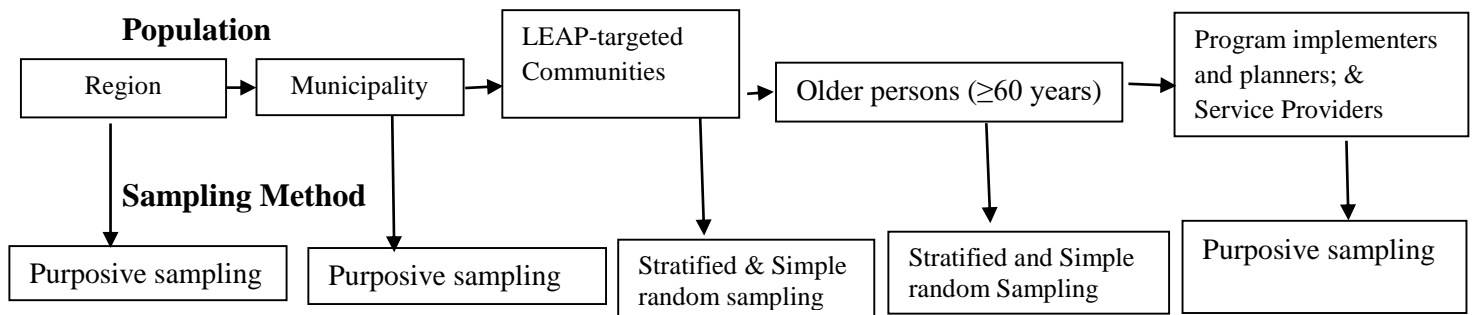 Population
Region
Municipality
LEAP-targeted
Communities
Older persons (≥60 years)
Program implementers
and planners; &
Service Providers
Sampling Method
Purposive sampling
Purposive sampling
Stratified & Simple
random sampling
Stratified and Simple
random Sampling
Purposive sampling